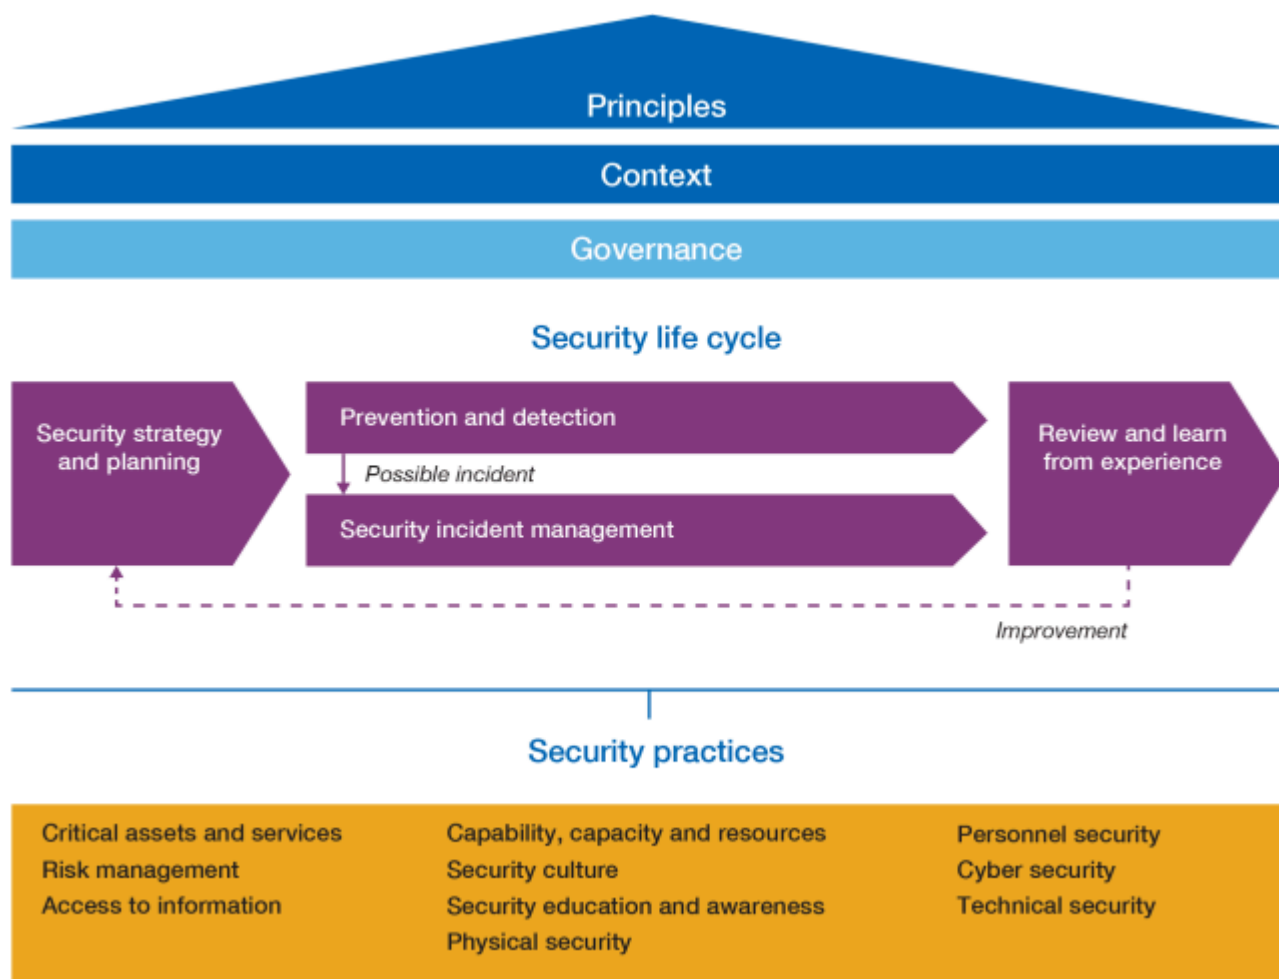 Principles
Context
Governance
Security life cycle
Security strategy
and planning
Prevention and detection
Possible incident
Security incident management
Review and learn
from experience
Improvement
Security practices
Critical assets and services
Risk management
Access to information
Capability, capacity and resources
Security culture
Security education and awareness
Physical security
Personnel security
Cyber security
Technical security